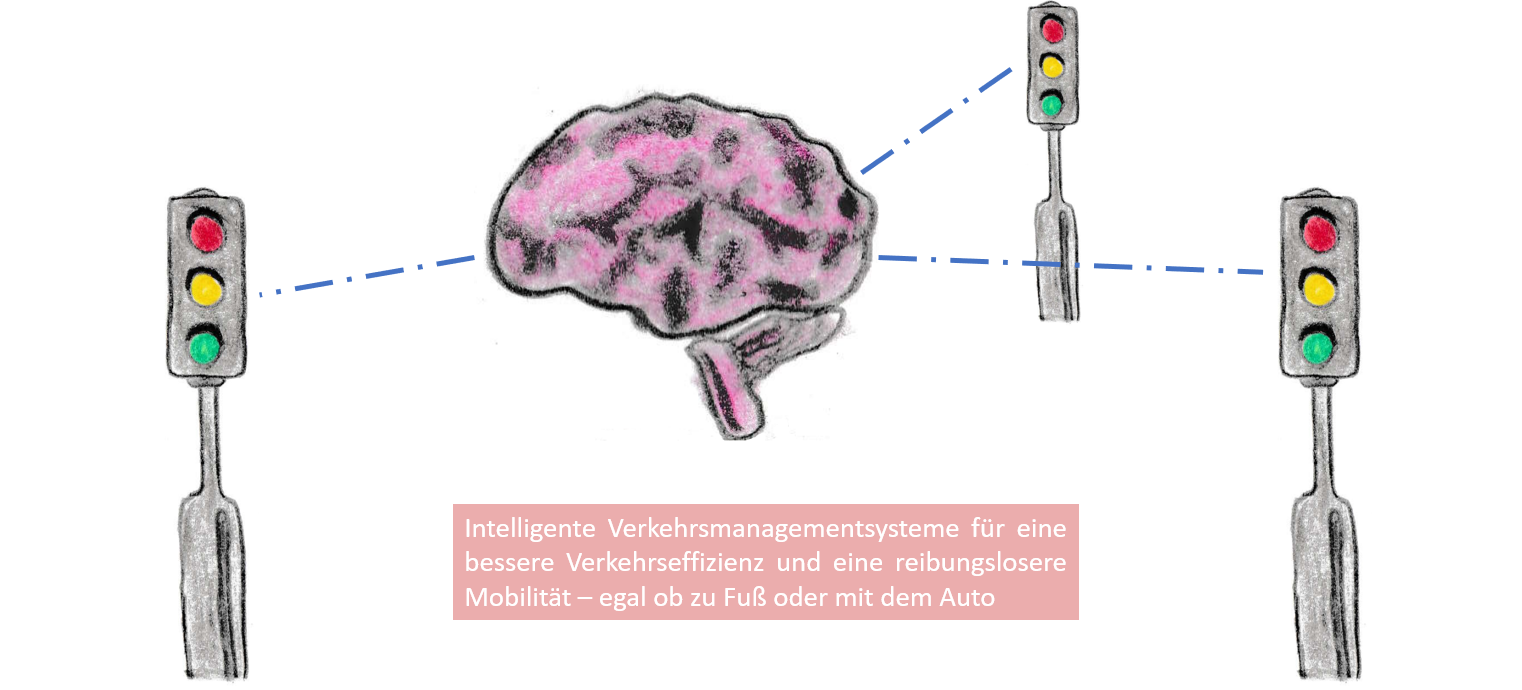 Intelligente Verkehrsmanagementsysteme für eine
bessere Verkehrseffizienz und eine reibungslosere
Mobilität – egal ob zu Fuß oder mit dem Auto